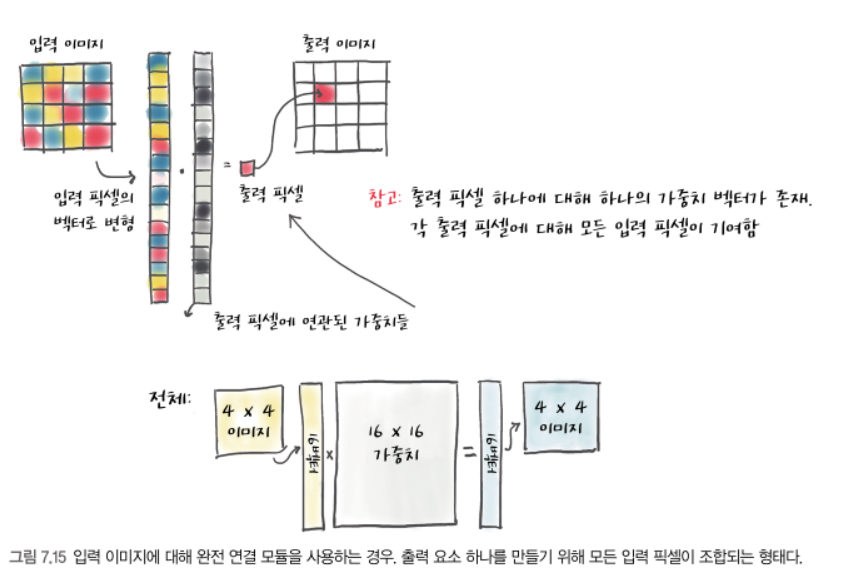 입력 이미지
출력 이미지
입력 픽셀의
벡터로 변형
=
출력 픽셀
참고: 출력 픽셀 하나에 대해 하나의 가중치 벡터가 존재.
각 출력 픽셀에 대해 모든 입력 픽셀이 기여함
출력 픽셀에 연관된 가중치들
전체:
4 x 4
이미지
16 벡터
x
16 x 16
가중치
=
16 벡터
4 x 4
이미지
그림 7.15 입력 이미지에 대해 완전 연결 모듈을 사용하는 경우. 출력 요소 하나를 만들기 위해 모든 입력 픽셀이 조합되는 형태다.